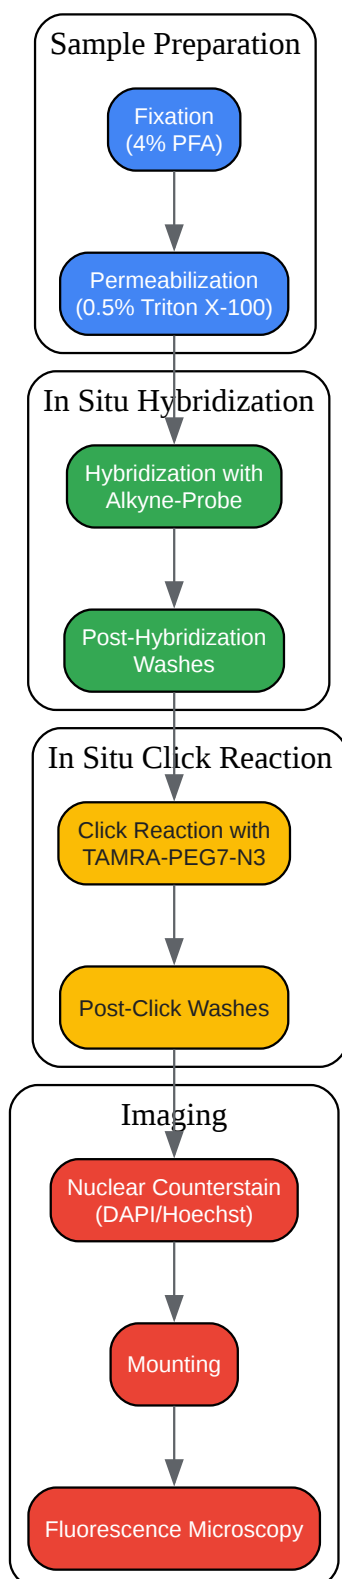 Sample Preparation
Fixation
(4% PFA)
Permeabilization
(0.5% Triton X-100)
In Situ Hybridization
Hybridization with
Alkyne-Probe
Post-Hybridization
Washes
In Situ Click Reaction
Click Reaction with
TAMRA-PEG7-N3
Post-Click Washes
Imaging
Nuclear Counterstain
(DAPI/Hoechst)
Mounting
Fluorescence Microscopy